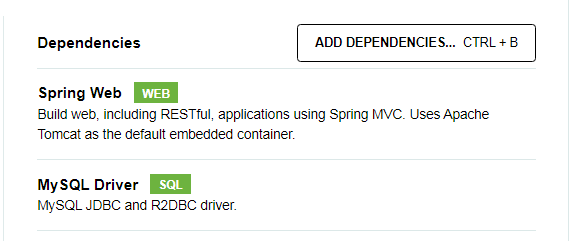 Dependencies ADD DEPENDENCIES... CTRL + B
Spring Web WEB
Build web, including RESTful, applications using Spring MVC. Uses Apache
Tomcat as the default embedded container.
MySQL Driver SQL
MySQL JDBC and R2DBC driver.